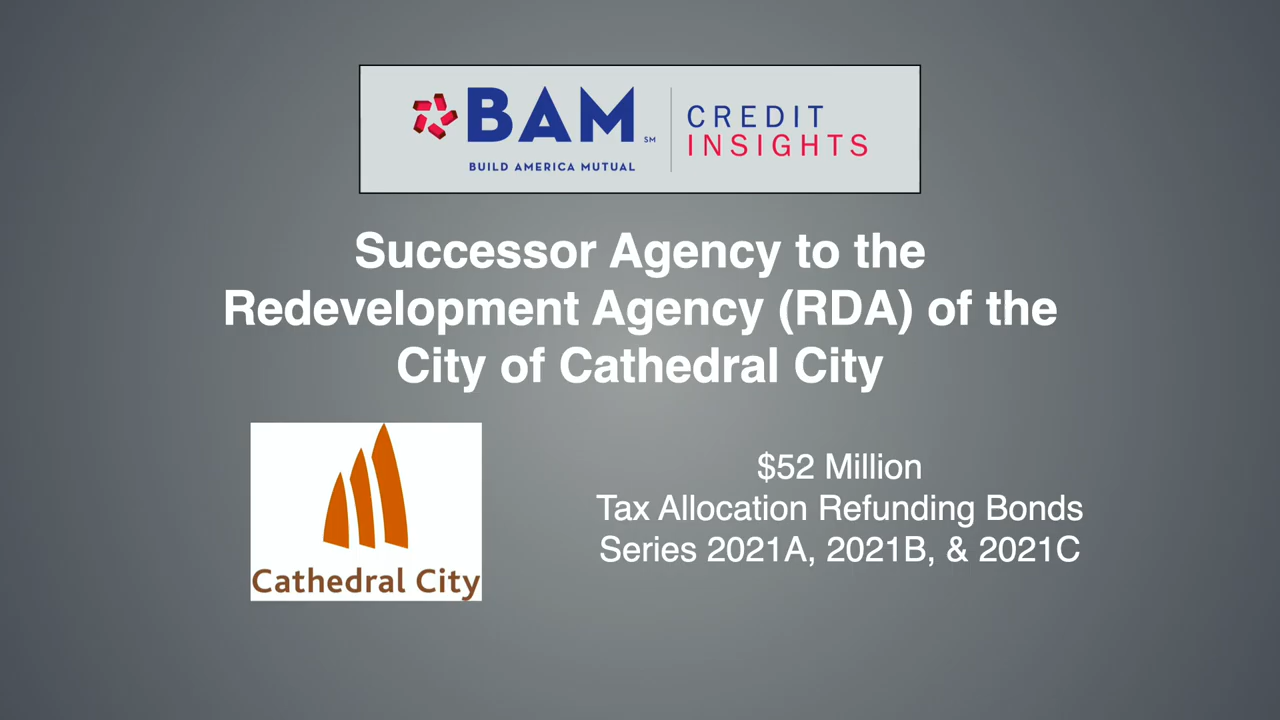 BAM SM
BUILD AMERICA MUTUAL
CREDIT
INSIGHTS
Successor Agency to the
Redevelopment Agency (RDA) of the
City of Cathedral City
Cathedral City
$52 Million
Tax Allocation Refunding Bonds
Series 2021A, 2021B, & 2021C